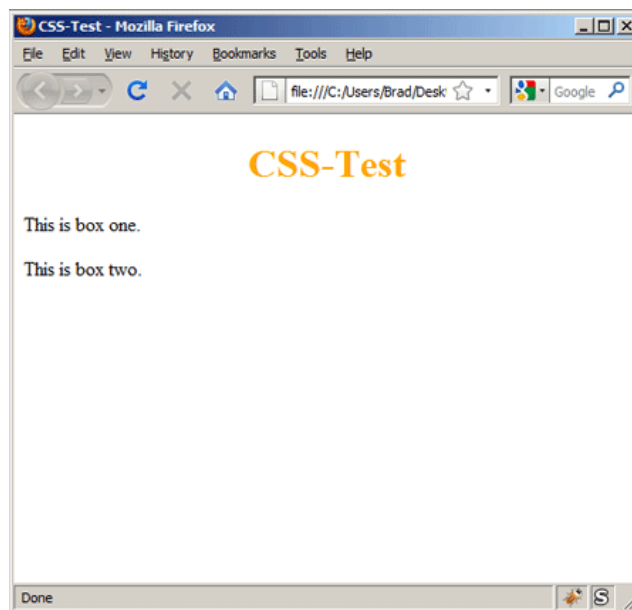 CSS-Test - Mozilla Firefox
File Edit View History Bookmarks Tools Help
file:///C:/Users/Brad/Desk Google
CSS-Test
This is box one.
This is box two.
Done S